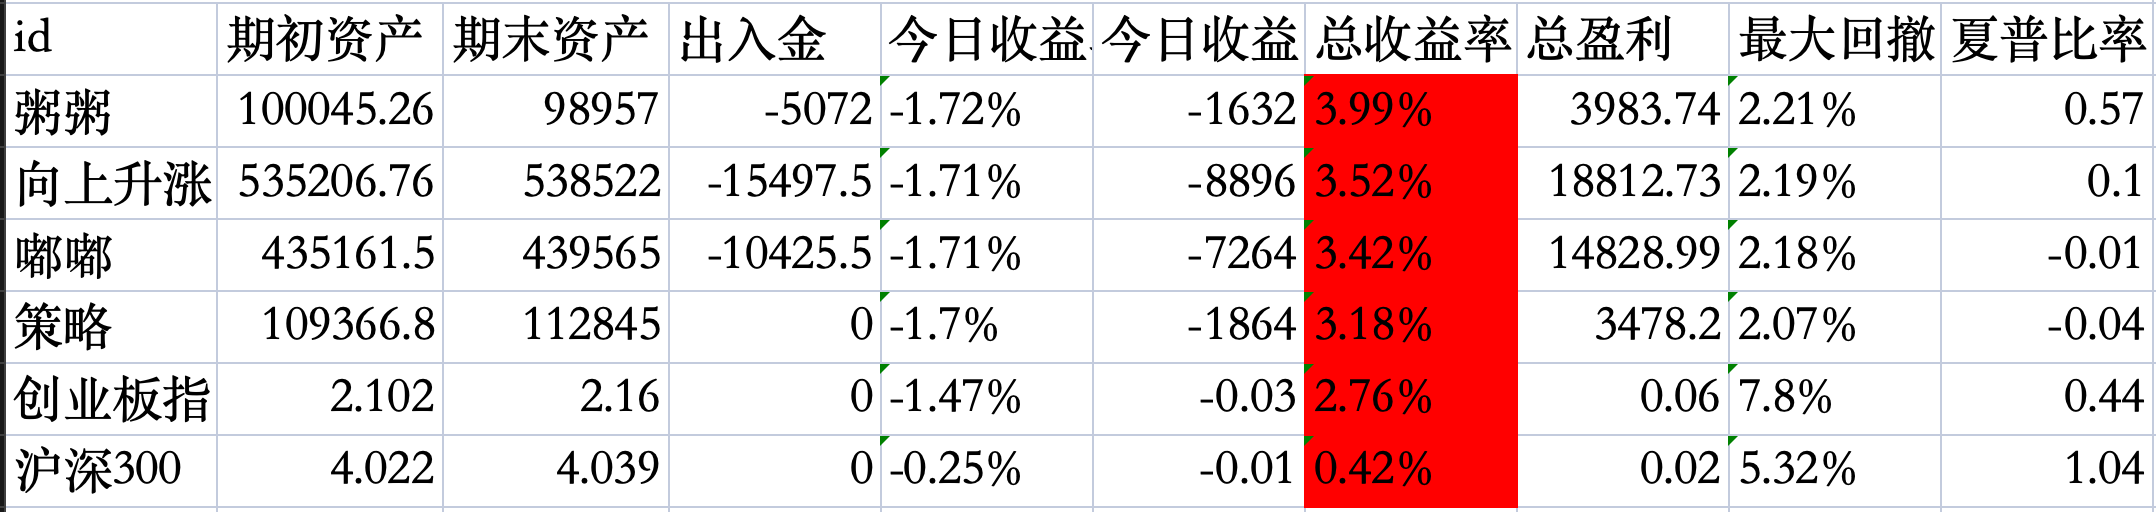 id 期初资产 期末资产 出入金 今日收益 今日收益 总收益率 总盈利 最大回撤 夏普比率
粥粥 100045.26 98957 -5072 -1.72% -1632 3.99% 3983.74 2.21% 0.57
向上升涨 535206.76 538522 -15497.5 -1.71% -8896 3.52% 18812.73 2.19% 0.1
嘟嘟 435161.5 439565 -10425.5 -1.71% -7264 3.42% 14828.99 2.18% -0.01
策略 109366.8 112845 0 -1.7% -1864 3.18% 3478.2 2.07% -0.04
创业板指 2.102 2.16 0 -1.47% -0.03 2.76% 0.06 7.8% 0.44
沪深300 4.022 4.039 0 -0.25% -0.01 0.42% 0.02 5.32% 1.04